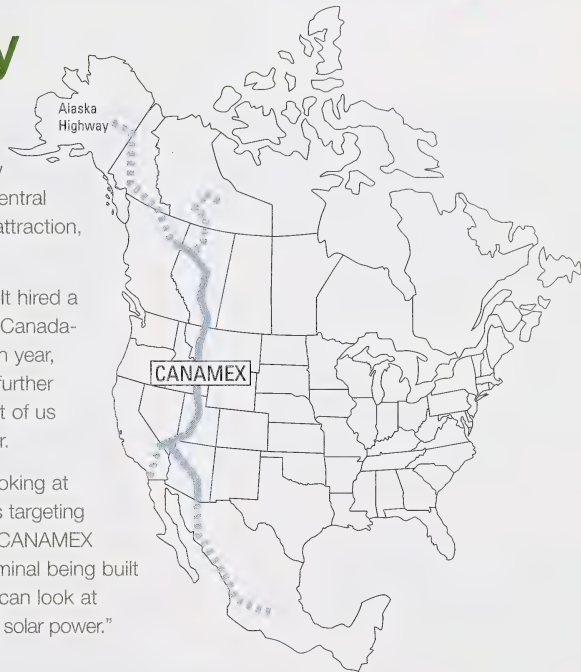 y
Alaska
Highway
y
entral
attraction,
It hired a
Canada-
n year,
further
t of us
r.
CANAMEX
oking at
s targeting
CANAMEX
minal being built
can look at
solar power."